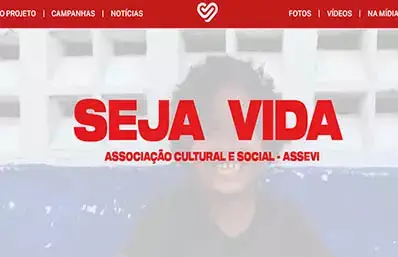 O PROJETO | CAMPANHAS | NOTÍCIAS FOTOS | VÍDEOS | NA MÍDIA
SEJA VIDA
ASSOCIAÇÃO CULTURAL E SOCIAL - ASSEVI